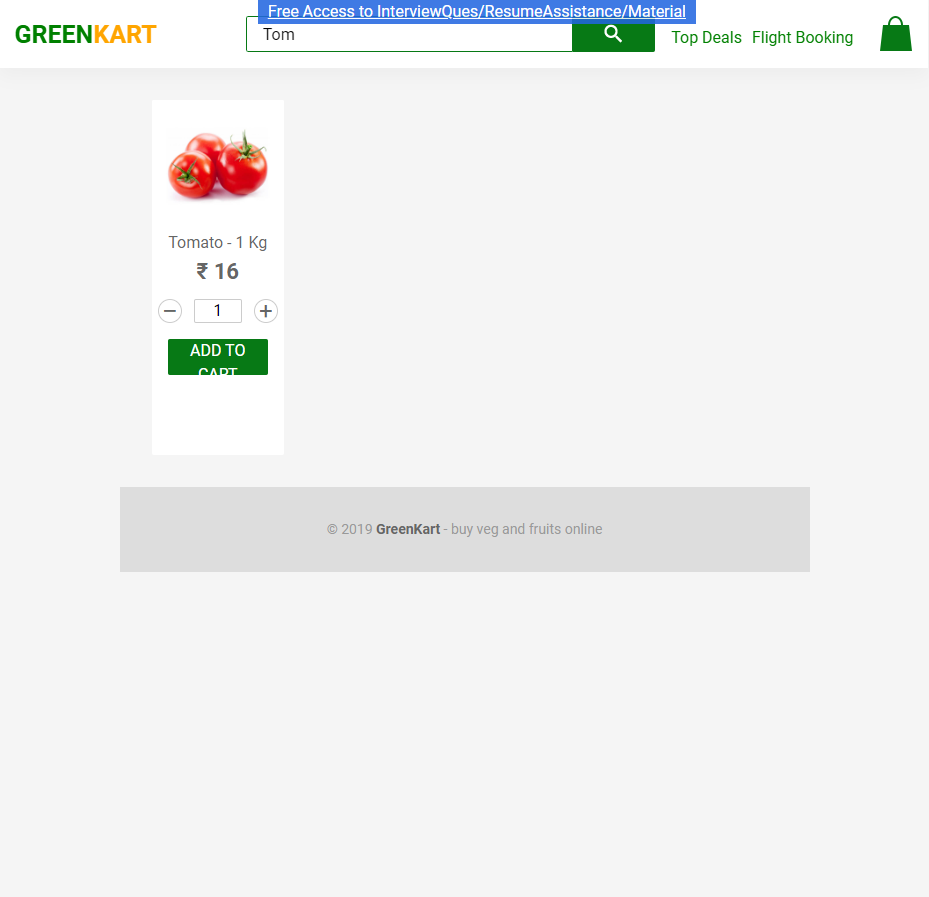 Free Access to InterviewQues/ResumeAssistance/Material
GREENKART
Tom
Top Deals
Flight Booking
Tomato - 1 Kg
₹ 16
1
ADD TO
CART
© 2019 GreenKart - buy veg and fruits online